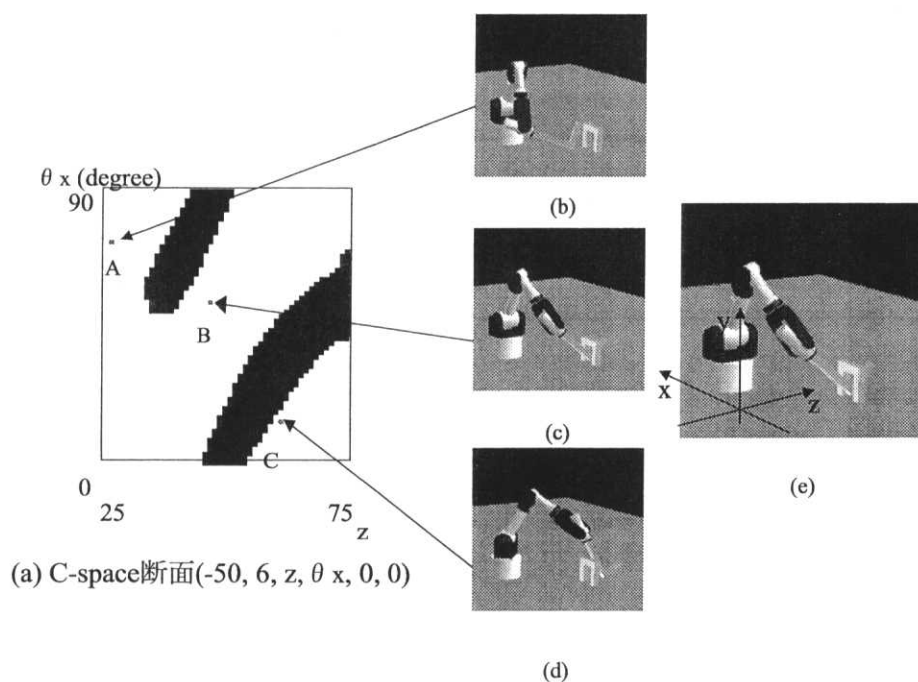 θ x (degree)
90
A
B
C
0
25
75
z
(a) C-space断面(-50, 6, z, θ x, 0, 0)
(b)
(c)
(d)
y
x
z
(e)